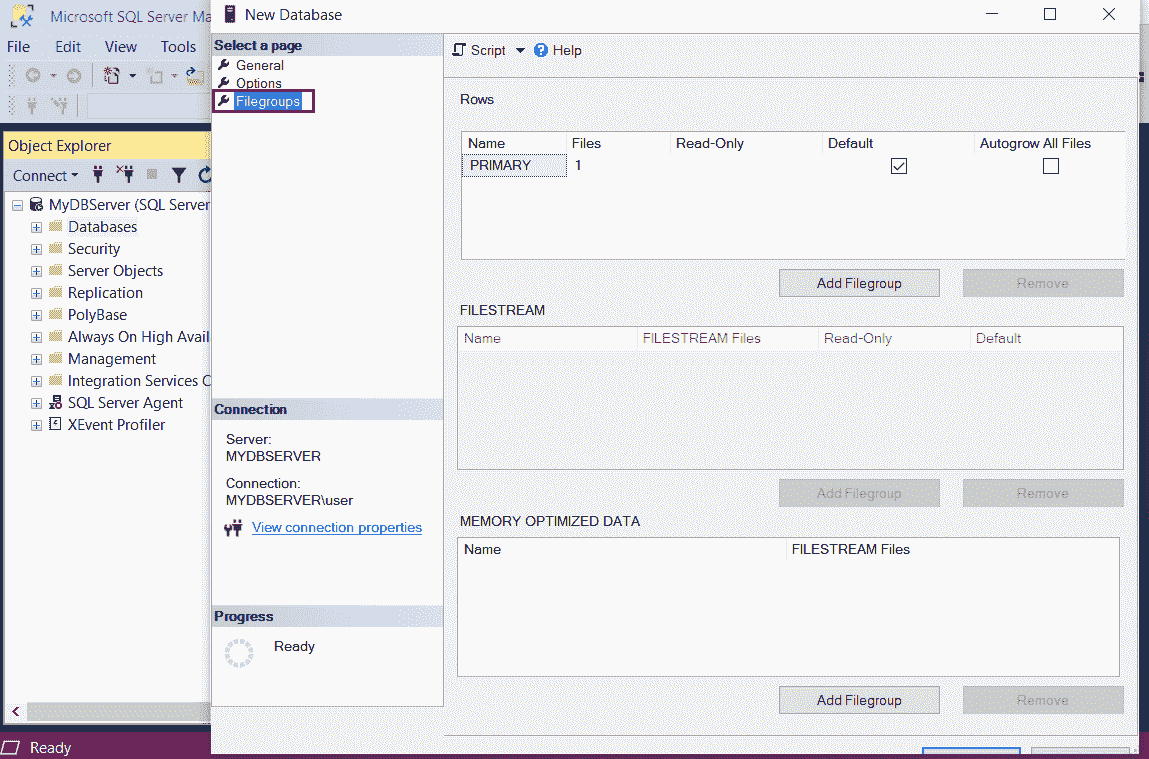 Microsoft SQL Server Ma
File Edit View Tools
Object Explorer
Connect
MyDBServer (SQL Server
Databases
Security
Server Objects
Replication
PolyBase
Always On High Avail
Management
Integration Services C
SQL Server Agent
XEvent Profiler
Ready
New Database
Select a page
General
Options
Filegroups
Connection
Server:
MYDBSERVER
Connection:
MYDBSERVER\user
View connection properties
Progress
Ready
Script Help
Rows
Name Files Read-Only Default Autogrow All Files
PRIMARY 1
Add Filegroup Remove
FILESTREAM
Name FILESTREAM Files Read-Only Default
Add Filegroup Remove
MEMORY OPTIMIZED DATA
Name FILESTREAM Files
Add Filegroup Remove